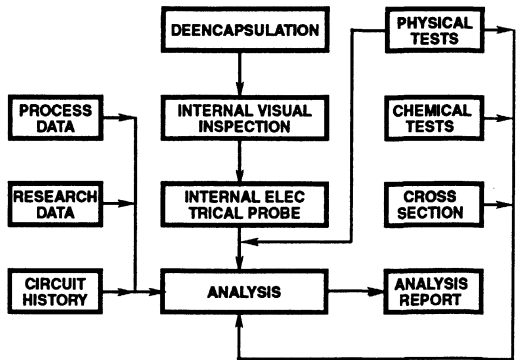 DEENCAPSULATION
PHYSICAL
TESTS
PROCESS
DATA
INTERNAL VISUAL
INSPECTION
CHEMICAL
TESTS
RESEARCH
DATA
INTERNAL ELEC
TRICAL PROBE
CROSS
SECTION
CIRCUIT
HISTORY
ANALYSIS
ANALYSIS
REPORT